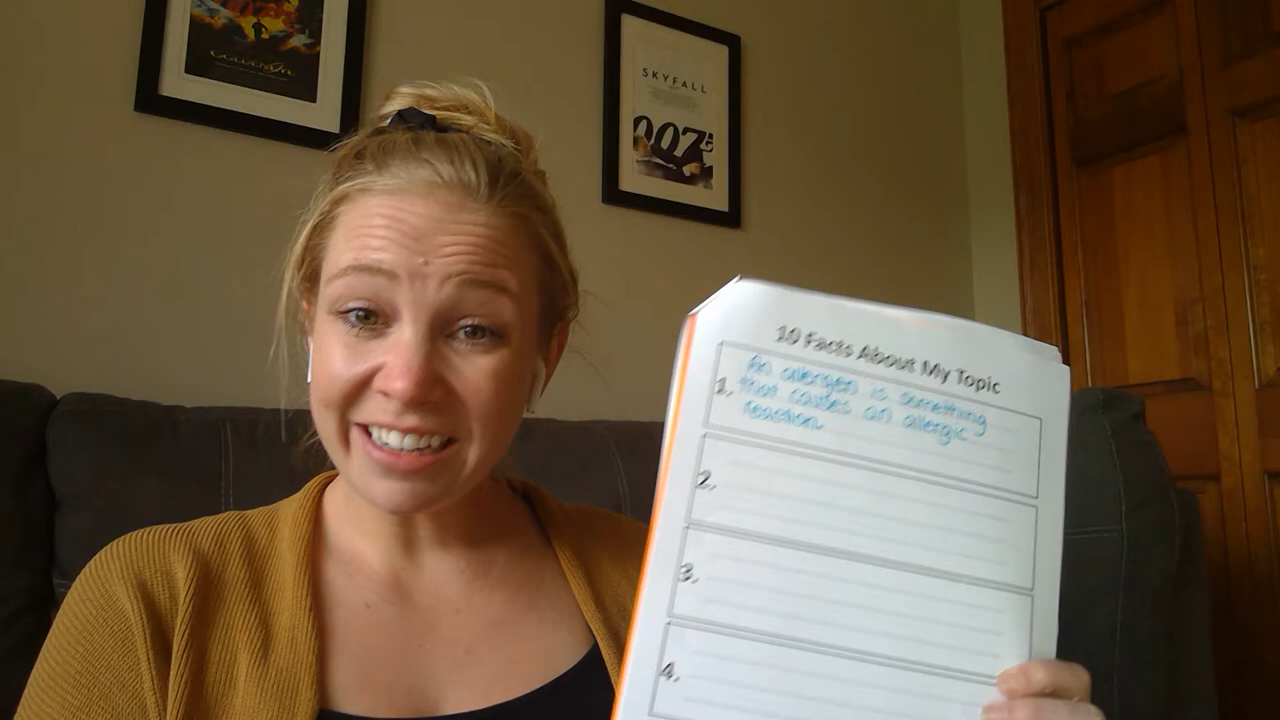 GOLDENEYE
SKYFALL
007
10 Facts About My Topic
1. An allergen is something
that causes an allergic
reaction.
2.
3.
4.